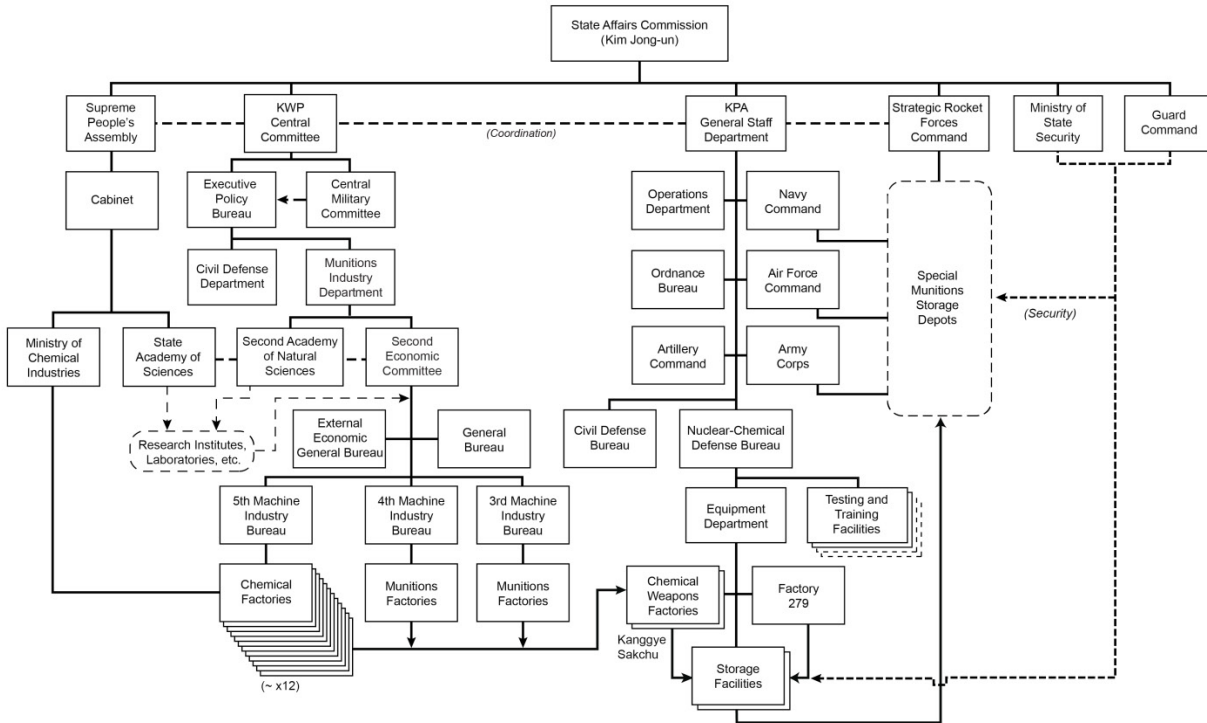 State Affairs Commission
(Kim Jong-un)
Supreme
People's
Assembly
KWP
Central
Committee
(Coordination)
KPA
General Staff
Department
Strategic Rocket
Forces
Command
Ministry of
State
Security
Guard
Command
Cabinet
Executive
Policy
Bureau
Central
Military
Committee
Operations
Department
Navy
Command
Civil Defense
Department
Munitions
Industry
Department
Ordnance
Bureau
Air Force
Command
Special
Munitions
Storage
Depots
(Security)
Ministry of
Chemical
Industries
State
Academy of
Sciences
Second Academy
of Natural
Sciences
Second
Economic
Committee
Artillery
Command
Army
Corps
Research Institutes,
Laboratories, etc.
External
Economic
General Bureau
General
Bureau
Civil Defense
Bureau
Nuclear-Chemical
Defense Bureau
5th Machine
Industry
Bureau
4th Machine
Industry
Bureau
3rd Machine
Industry
Bureau
Equipment
Department
Testing and
Training
Facilities
Chemical
Factories
Munitions
Factories
Munitions
Factories
Chemical
Weapons
Factories
Factory
279
Kanggye
Sakchu
(~ x12)
Storage
Facilities